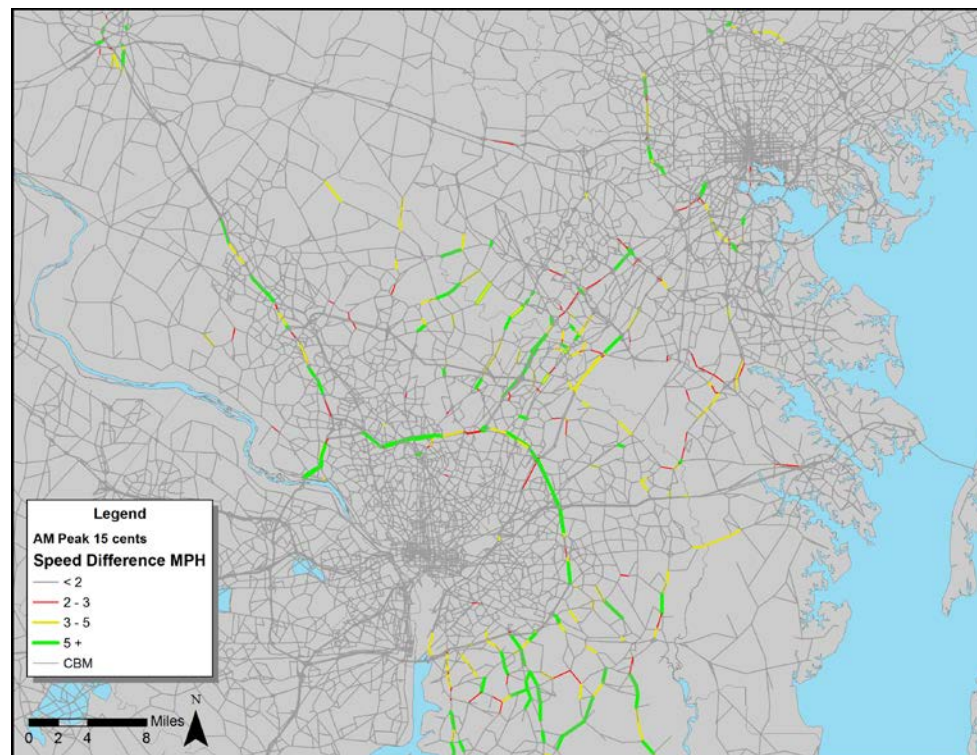 Legend
AM Peak 15 cents
Speed Difference MPH
< 2
2 - 3
3 - 5
5 +
CBM
N
Miles
0 2 4 8